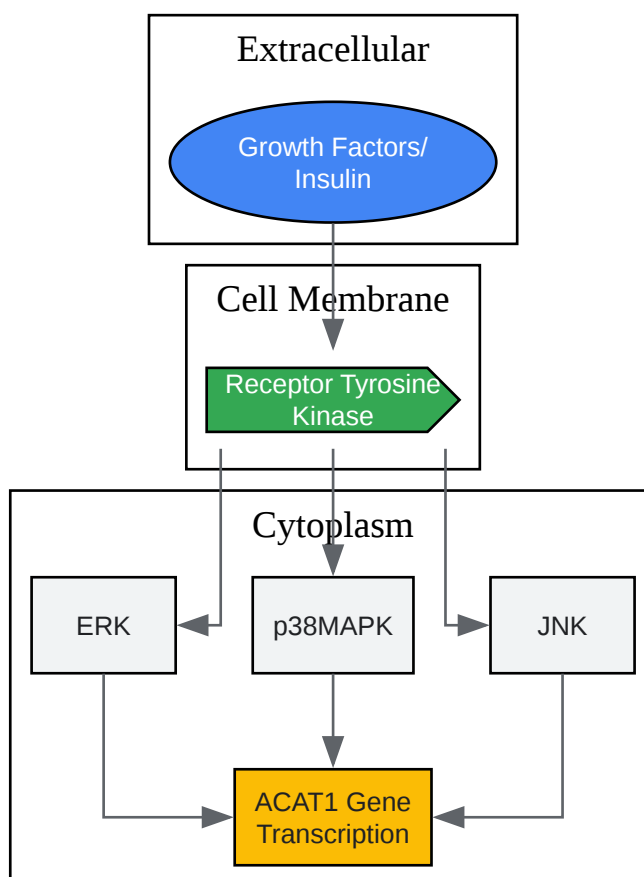 Extracellular
Growth Factors/
Insulin
Cell Membrane
Receptor Tyrosine
Kinase
Cytoplasm
ERK
p38MAPK
JNK
ACAT1 Gene
Transcription